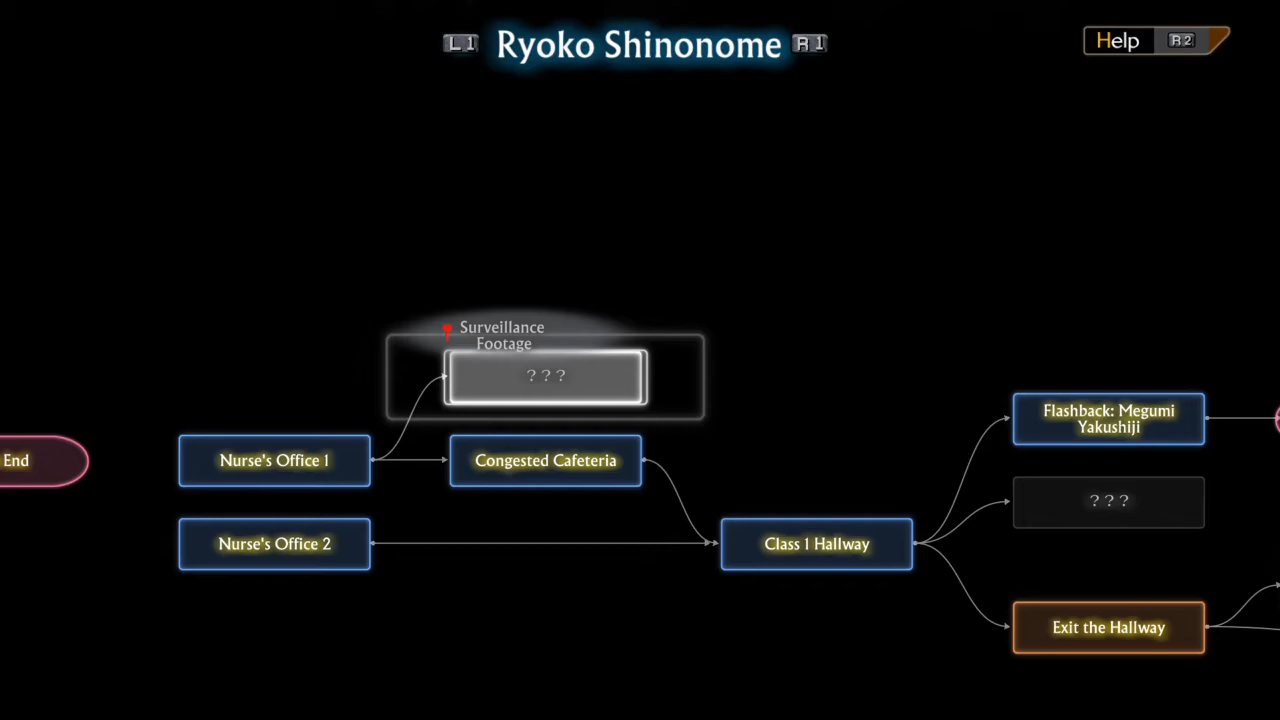 L1 Ryoko Shinonome R1
Help R2
Surveillance
Footage
? ? ?
End
Nurse's Office 1
Congested Cafeteria
Flashback: Megumi
Yakushiji
? ? ?
Nurse's Office 2
Class 1 Hallway
Exit the Hallway